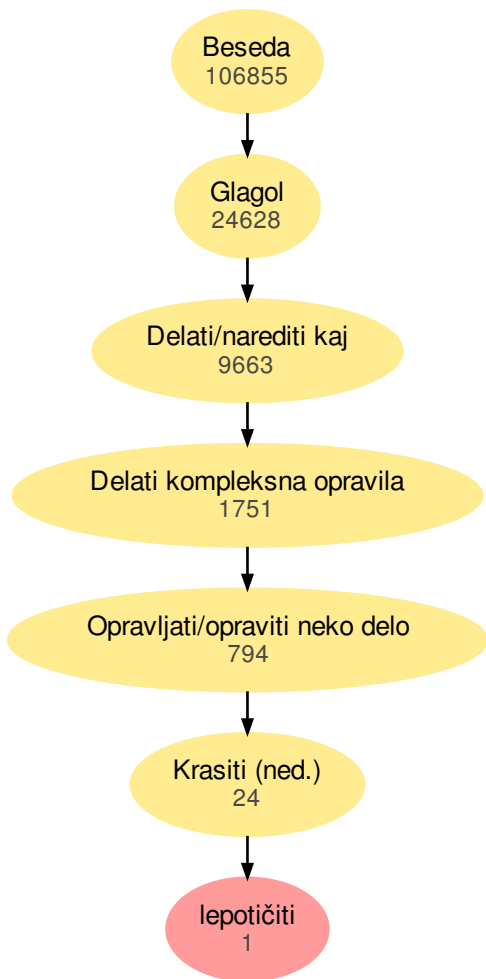 Beseda
106855
Glagol
24628
Delati/narediti kaj
9663
Delati kompleksna opravila
1751
Opravljati/opraviti neko delo
794
Krasiti (ned.)
24
lepotičiti
1